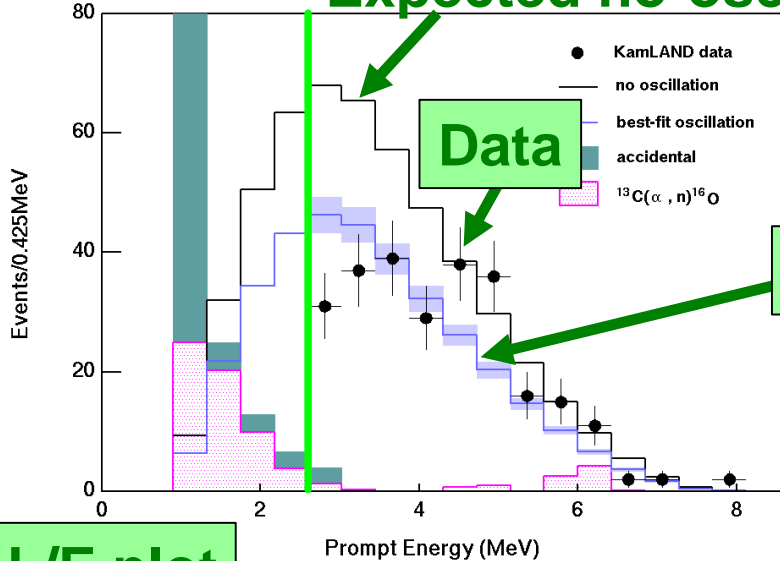 Expected no-osc
80
60
40
20
0
Events/0.425MeV
KamLAND data
no oscillation
best-fit oscillation
accidental
¹³C(α , n)¹⁶O
Data
0 2 4 6 8
Prompt Energy (MeV)
L/E plot